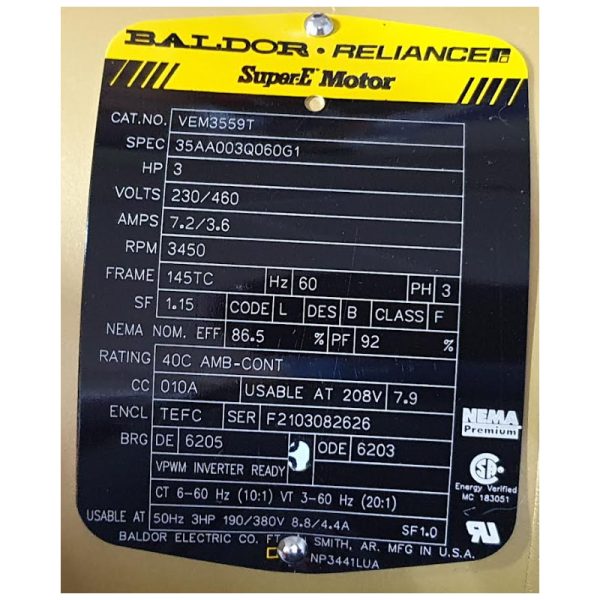 BALDOR • RELIANCE
Super-E™ Motor
CAT.NO. VEM3559T
SPEC 35AA003Q060G1
HP 3
VOLTS 230/460
AMPS 7.2/3.6
RPM 3450
FRAME 145TC Hz 60 PH 3
SF 1.15 CODE L DES B CLASS F
NEMA NOM. EFF 86.5 % PF 92 %
RATING 40C AMB-CONT
CC 010A USABLE AT 208V 7.9
ENCL TEFC SER F2103082626
NEMA
Premium
BRG DE 6205 ODE 6203
VPWM INVERTER READY
Energy Verified
MC 183051
CT 6-60 Hz (10:1) VT 3-60 Hz (20:1)
USABLE AT 50Hz 3HP 190/380V 8.8/4.4A SF1.0
BALDOR ELECTRIC CO. FT. SMITH, AR. MFG IN U.S.A.
NP3441LUA